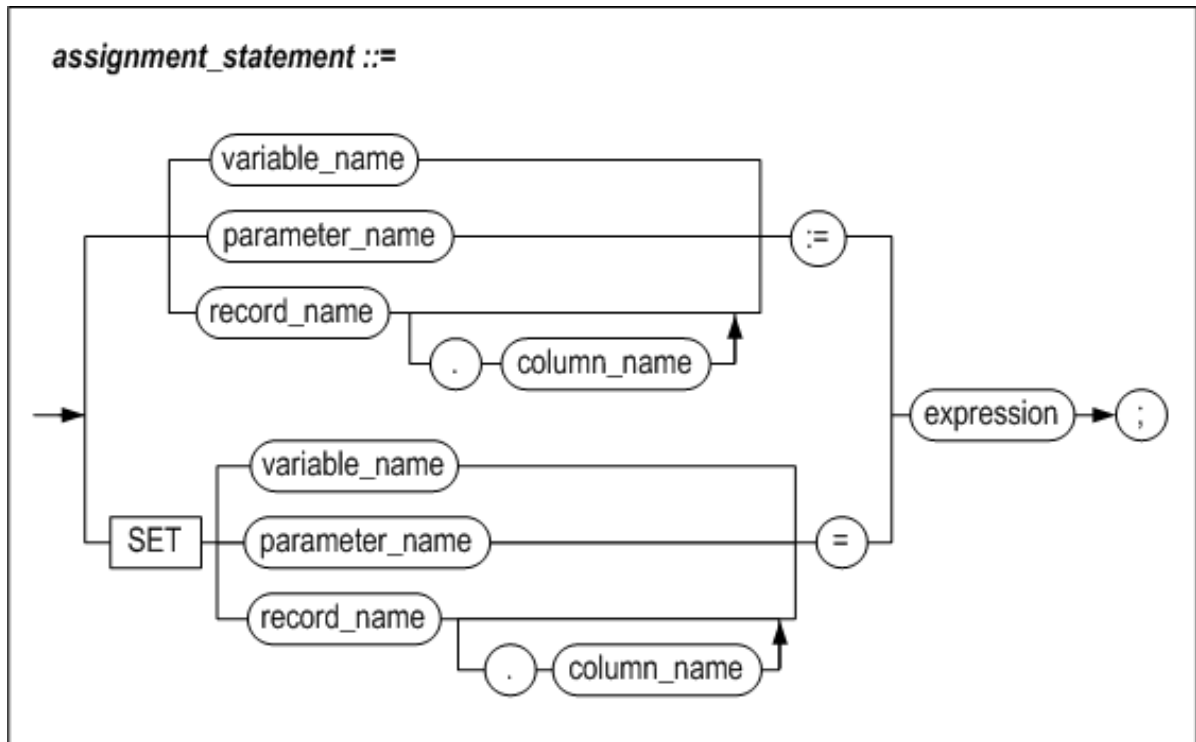 assignment_statement ::=
variable_name
parameter_name
:=
record_name
.
column_name
expression
;
variable_name
SET
parameter_name
=
record_name
.
column_name